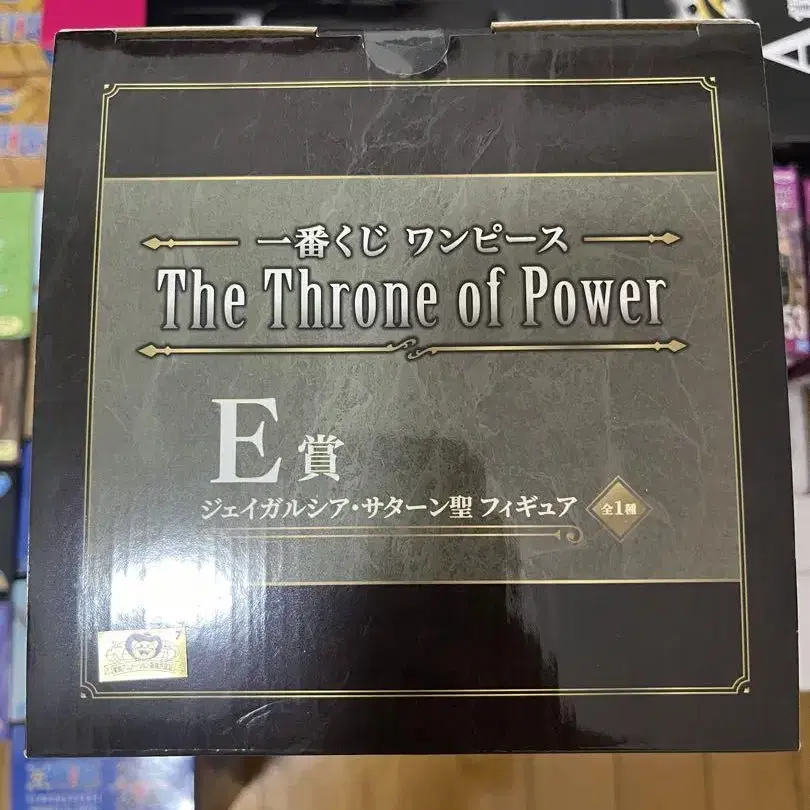 一番くじ ワンピース
The Throne of Power
E賞
ジェイガルシア・サターン聖 フィギュア 全1種